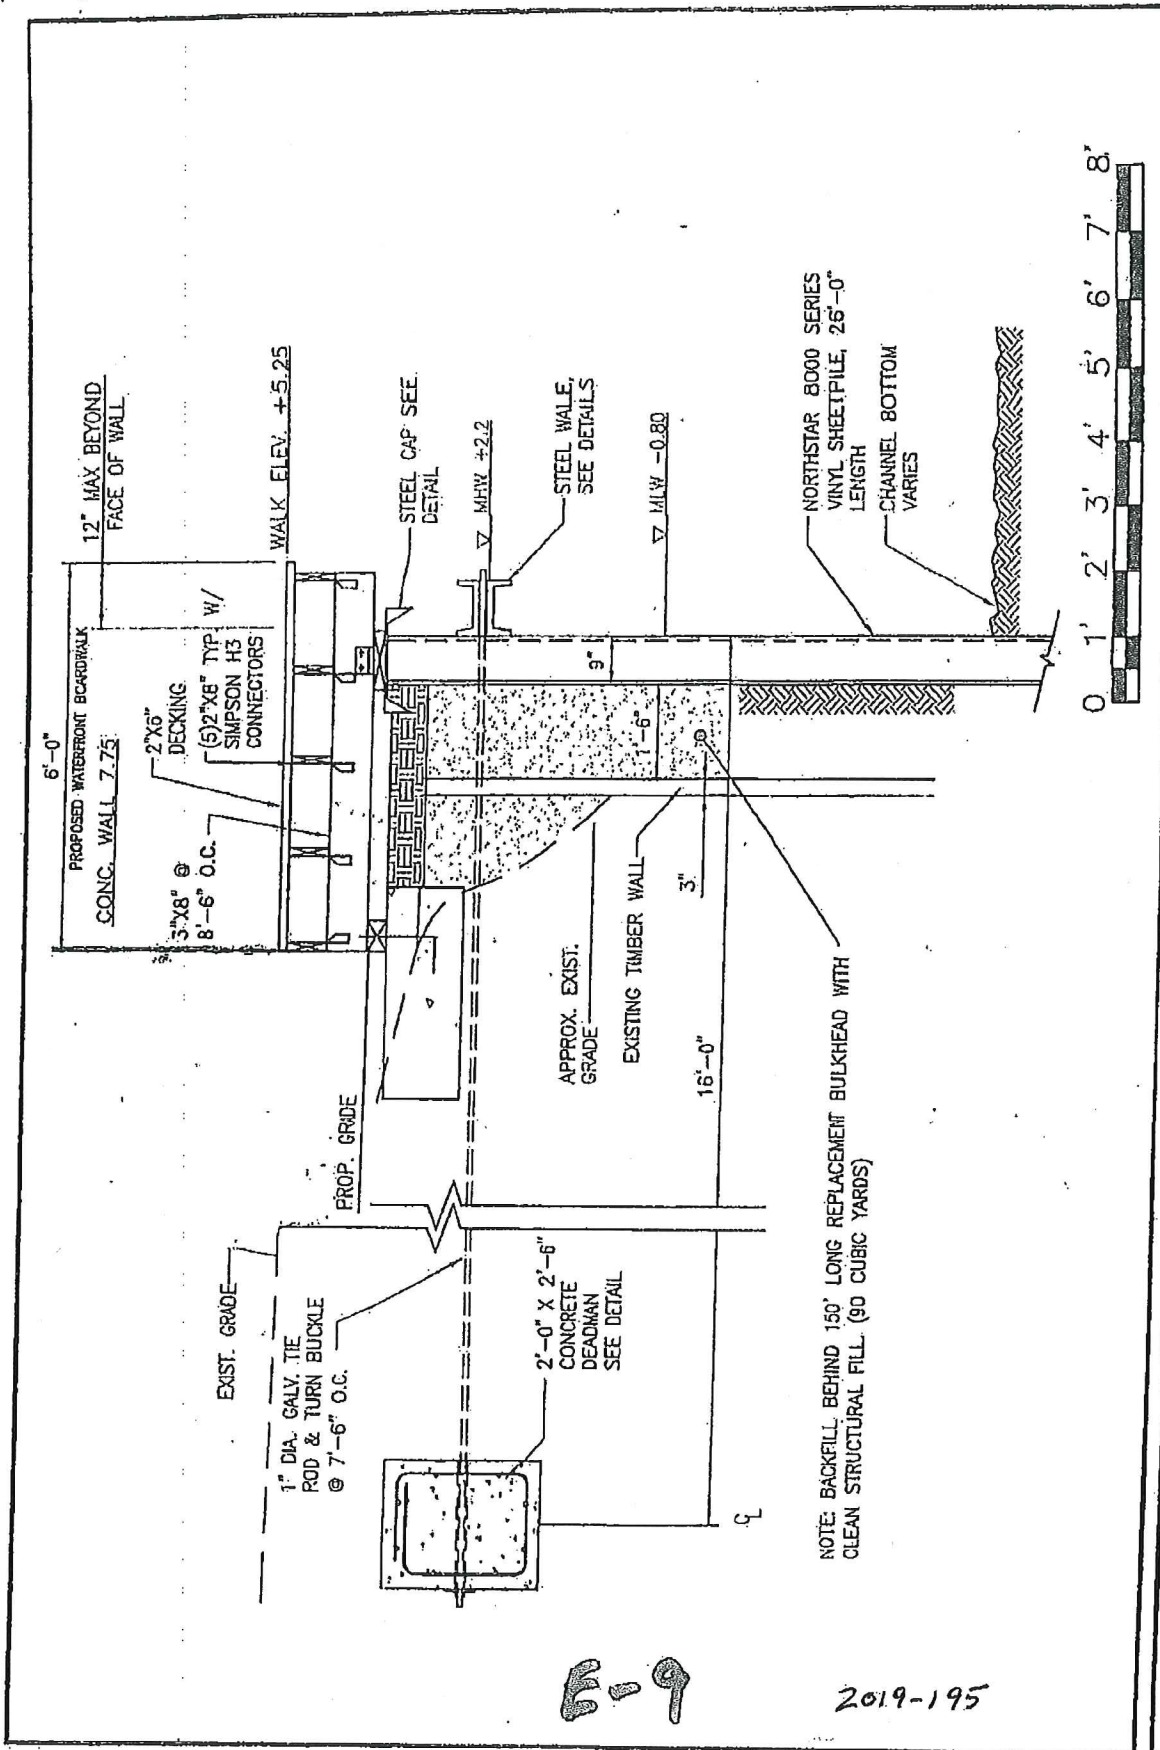 6'-0"
PROPOSED WATERFRONT BOARDWALK
CONC. WALL 7.75
12" MAX BEYOND
FACE OF WALL
WALK ELEV. +5.25
2"X6"
DECKING
3"X8" @
8'-6" O.C.
(5)2"X8" TYP. W/
SIMPSON H3
CONNECTORS
STEEL CAP SEE
DETAIL
MHW +2.2
STEEL WALE,
SEE DETAILS
MLW -0.80
9"
1'-6"
3"
NORTHSTAR 8000 SERIES
VINYL SHEETPILE, 26'-0"
LENGTH
CHANNEL BOTTOM
VARIES
EXIST. GRADE
PROP. GRADE
APPROX. EXIST.
GRADE
EXISTING TIMBER WALL
16'-0"
1" DIA. GALV. TIE
ROD & TURN BUCKLE
@ 7'-6" O.C.
2'-0" X 2'-6"
CONCRETE
DEADMAN
SEE DETAIL
CL
NOTE: BACKFILL BEHIND 150' LONG REPLACEMENT BULKHEAD WITH
CLEAN STRUCTURAL FILL. (90 CUBIC YARDS)
0 1' 2' 3' 4' 5' 6' 7' 8'
E-9
2019-195